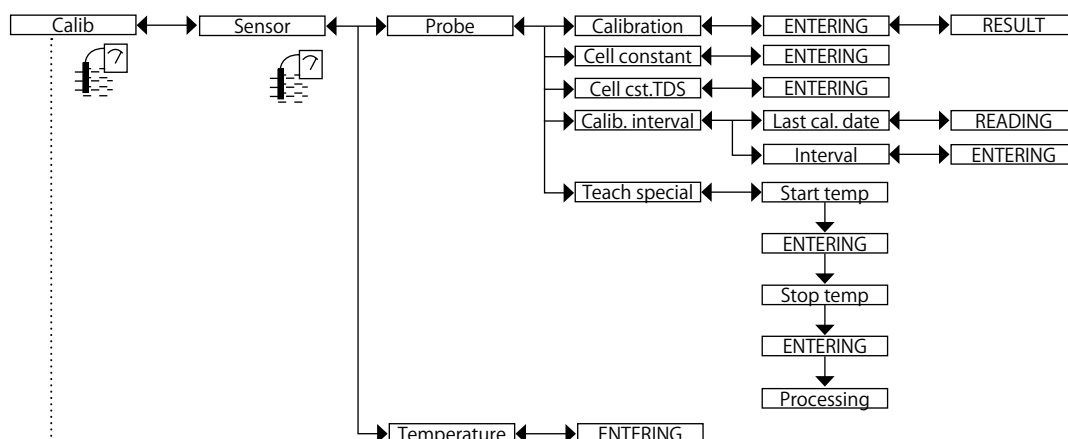 Calib Sensor Probe Calibration ENTERING RESULT
Cell constant ENTERING
Cell cst.TDS ENTERING
Calib. interval Last cal. date READING
Interval ENTERING
Teach special Start temp
ENTERING
Stop temp
ENTERING
Processing
Temperature ENTERING